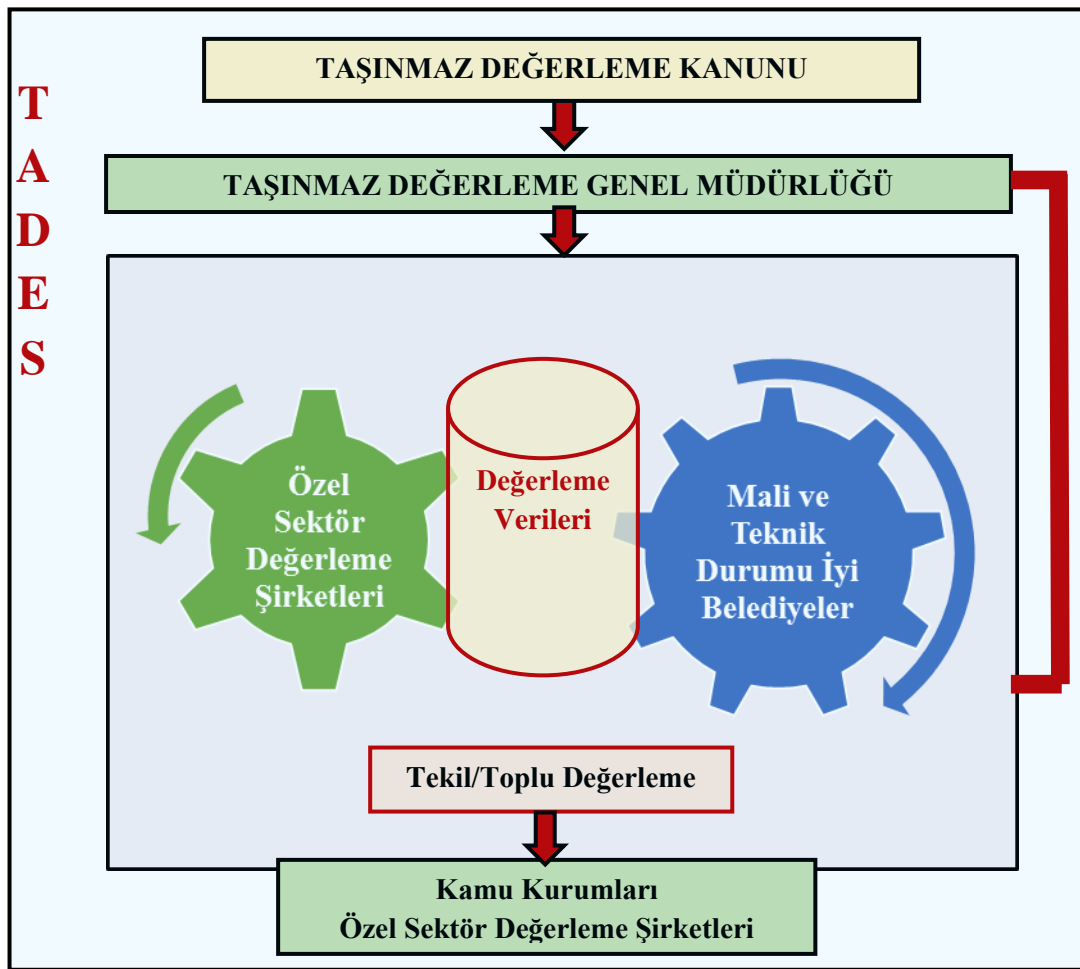 TADES
TAŞINMAZ DEĞERLEME KANUNU
TAŞINMAZ DEĞERLEME GENEL MÜDÜRLÜĞÜ
Özel
Sektör
Değerleme
Şirketleri
Değerleme
Verileri
Mali ve
Teknik
Durumu İyi
Belediyeler
Tekil/Toplu Değerleme
Kamu Kurumları
Özel Sektör Değerleme Şirketleri